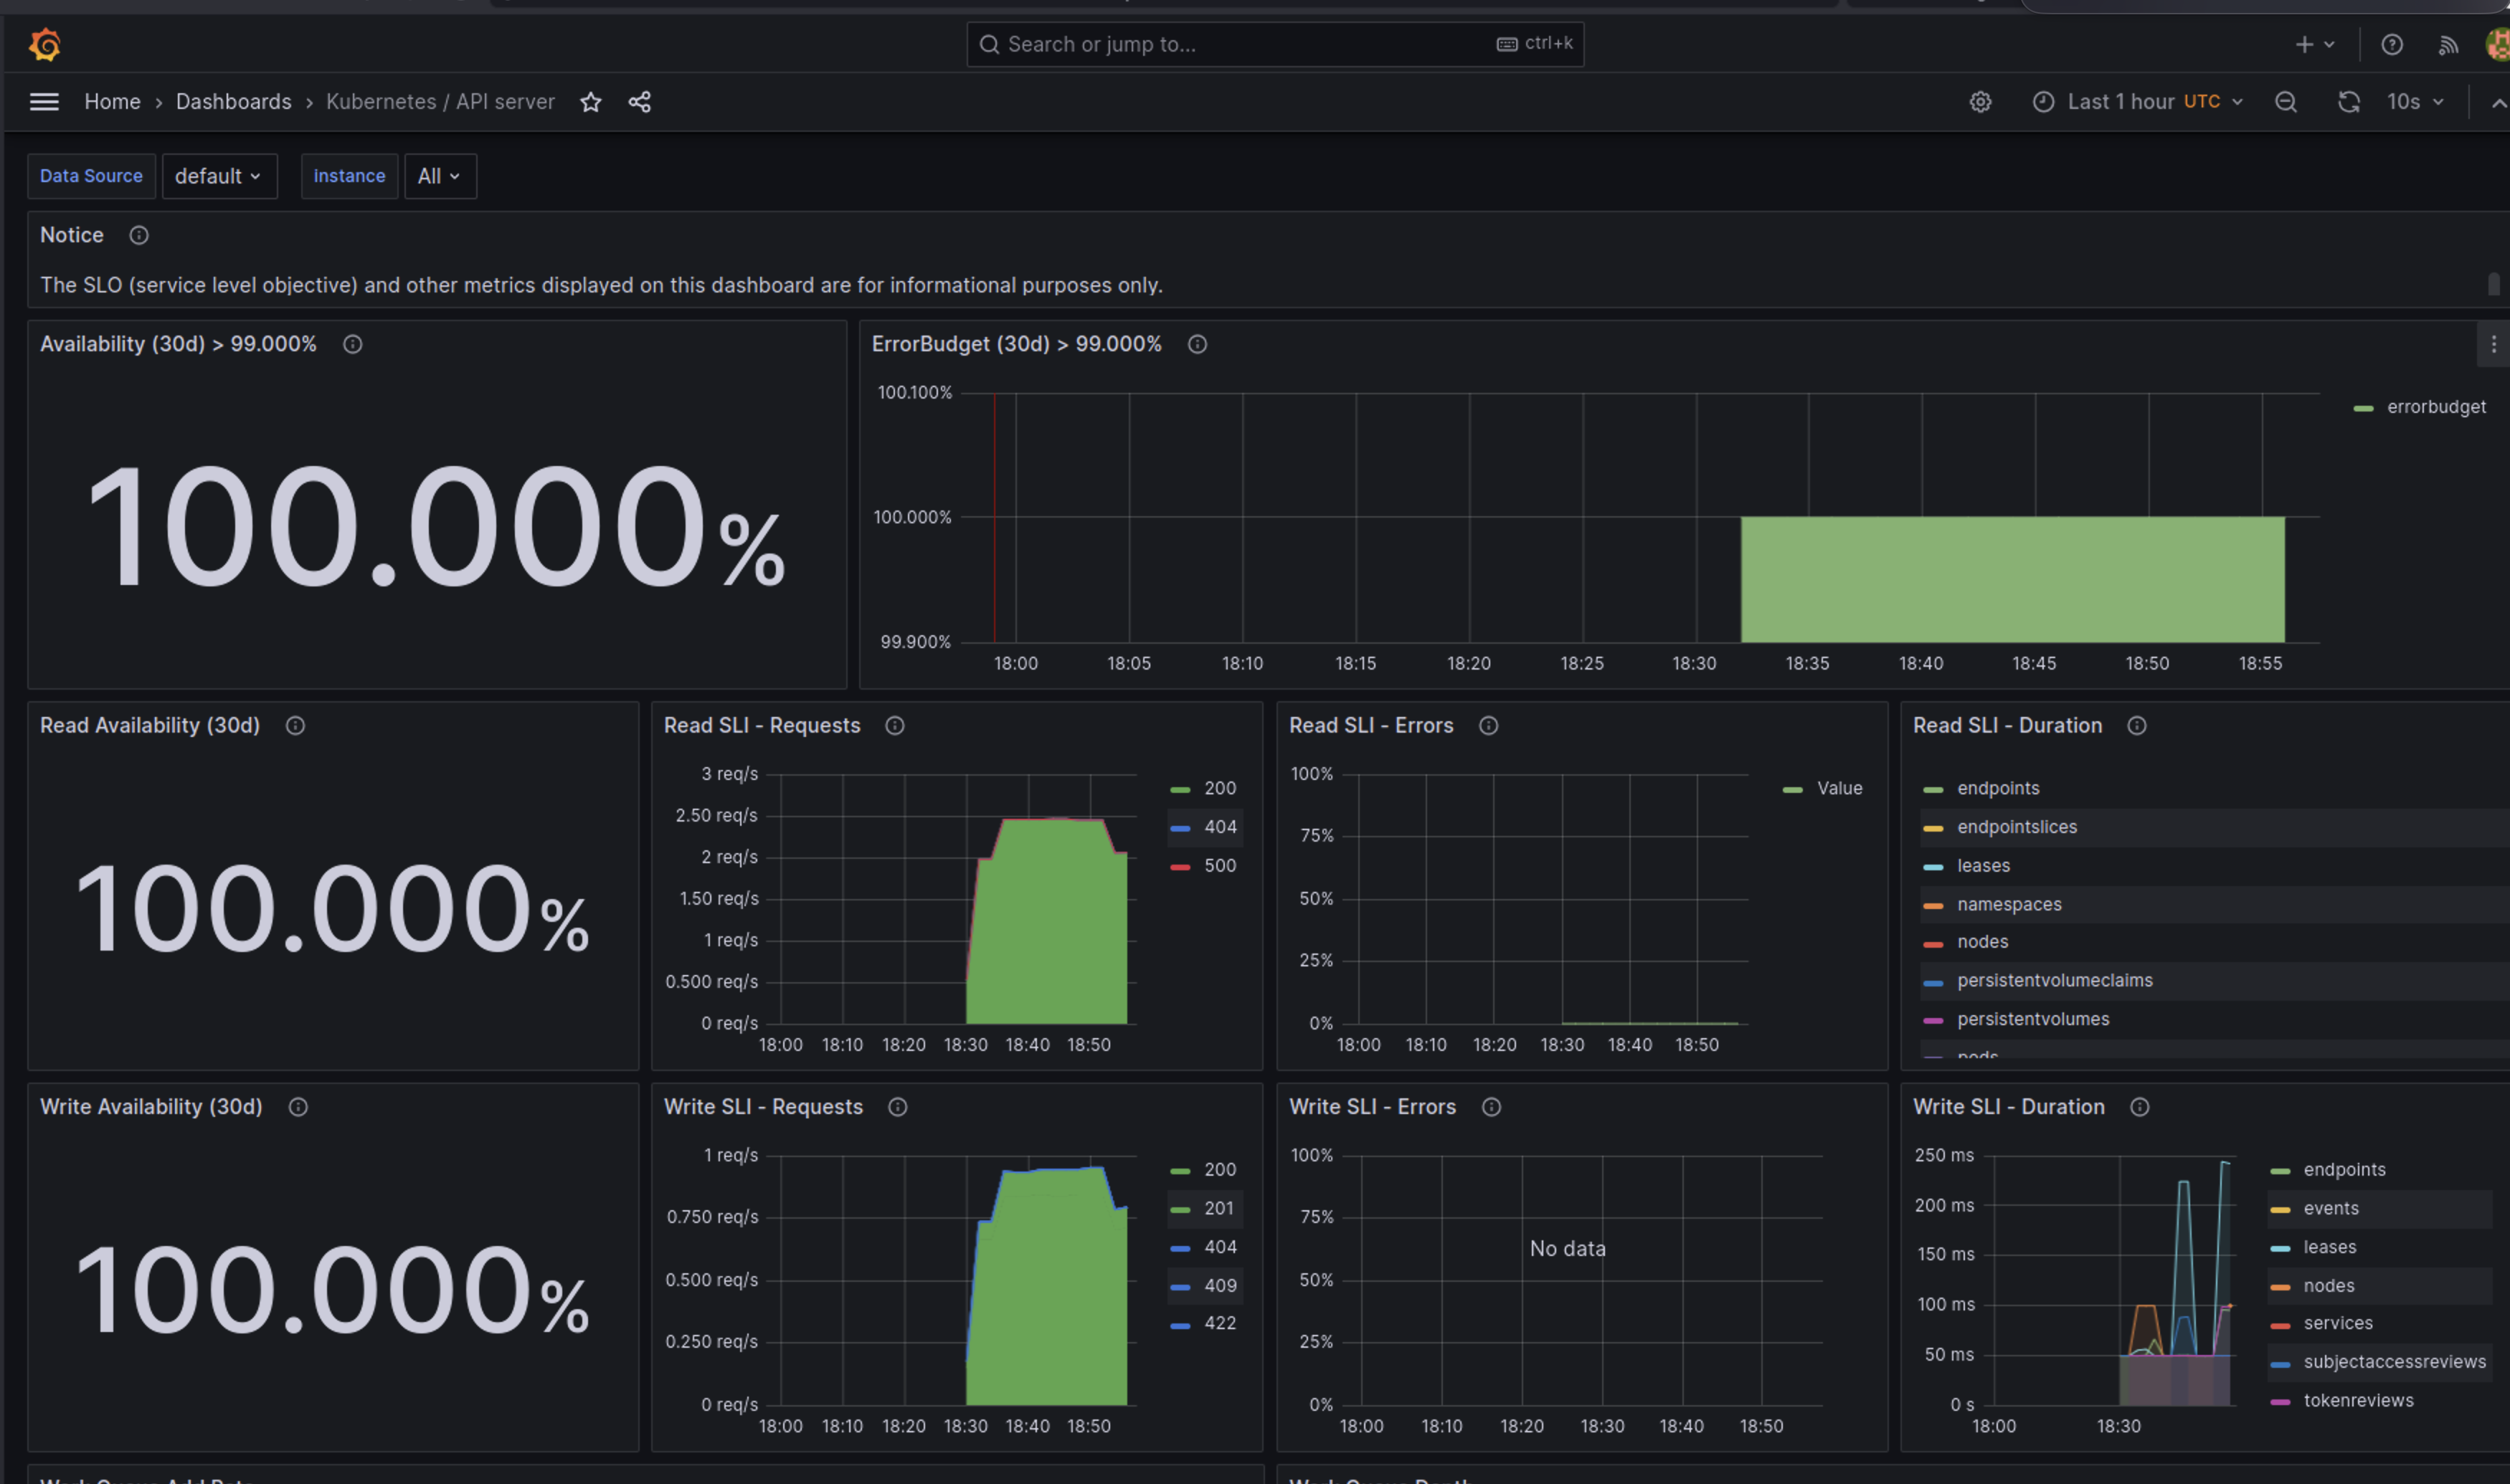 Search or jump to...
ctrl+k
Home › Dashboards › Kubernetes / API server
Last 1 hour UTC
10s
Data Source default
instance All
Notice
The SLO (service level objective) and other metrics displayed on this dashboard are for informational purposes only.
Availability (30d) > 99.000%
100.000%
ErrorBudget (30d) > 99.000%
100.100%
100.000%
99.900%
18:00 18:05 18:10 18:15 18:20 18:25 18:30 18:35 18:40 18:45 18:50 18:55
errorbudget
Read Availability (30d)
100.000%
Read SLI - Requests
3 req/s
2.50 req/s
2 req/s
1.50 req/s
1 req/s
0.500 req/s
0 req/s
18:00 18:10 18:20 18:30 18:40 18:50
200
404
500
Read SLI - Errors
100%
75%
50%
25%
0%
18:00 18:10 18:20 18:30 18:40 18:50
Value
Read SLI - Duration
endpoints
endpointslices
leases
namespaces
nodes
persistentvolumeclaims
persistentvolumes
Write Availability (30d)
100.000%
Write SLI - Requests
1 req/s
0.750 req/s
0.500 req/s
0.250 req/s
0 req/s
18:00 18:10 18:20 18:30 18:40 18:50
200
201
404
409
422
Write SLI - Errors
100%
75%
50%
25%
0%
No data
18:00 18:10 18:20 18:30 18:40 18:50
Write SLI - Duration
250 ms
200 ms
150 ms
100 ms
50 ms
0 s
18:00 18:30
endpoints
events
leases
nodes
services
subjectaccessreviews
tokenreviews